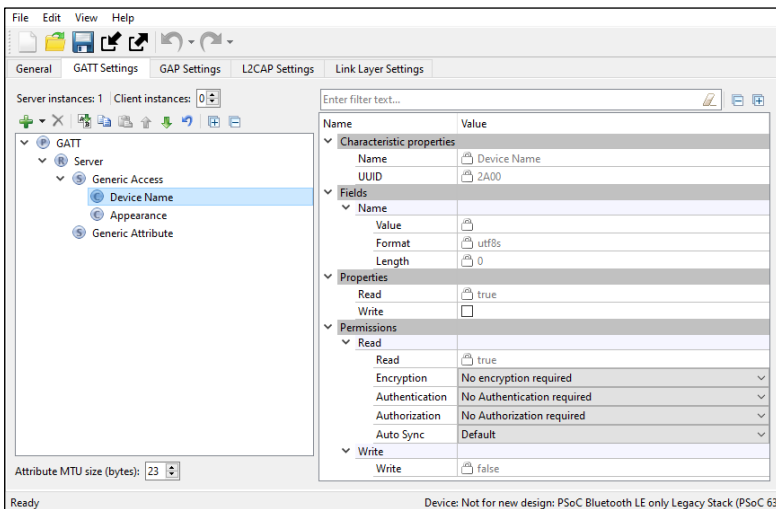 File Edit View Help
General GATT Settings GAP Settings L2CAP Settings Link Layer Settings
Server instances: 1 Client instances: 0
Enter filter text...
Name Value
GATT
Server
Generic Access
Device Name
Appearance
Generic Attribute
Characteristic properties
Name Device Name
UUID 2A00
Fields
Name
Value
Format utf8s
Length 0
Properties
Read true
Write
Permissions
Read
Read true
Encryption No encryption required
Authentication No Authentication required
Authorization No Authorization required
Auto Sync Default
Write
Write false
Attribute MTU size (bytes): 23
Ready Device: Not for new design: PSoC Bluetooth LE only Legacy Stack (PSoC 63